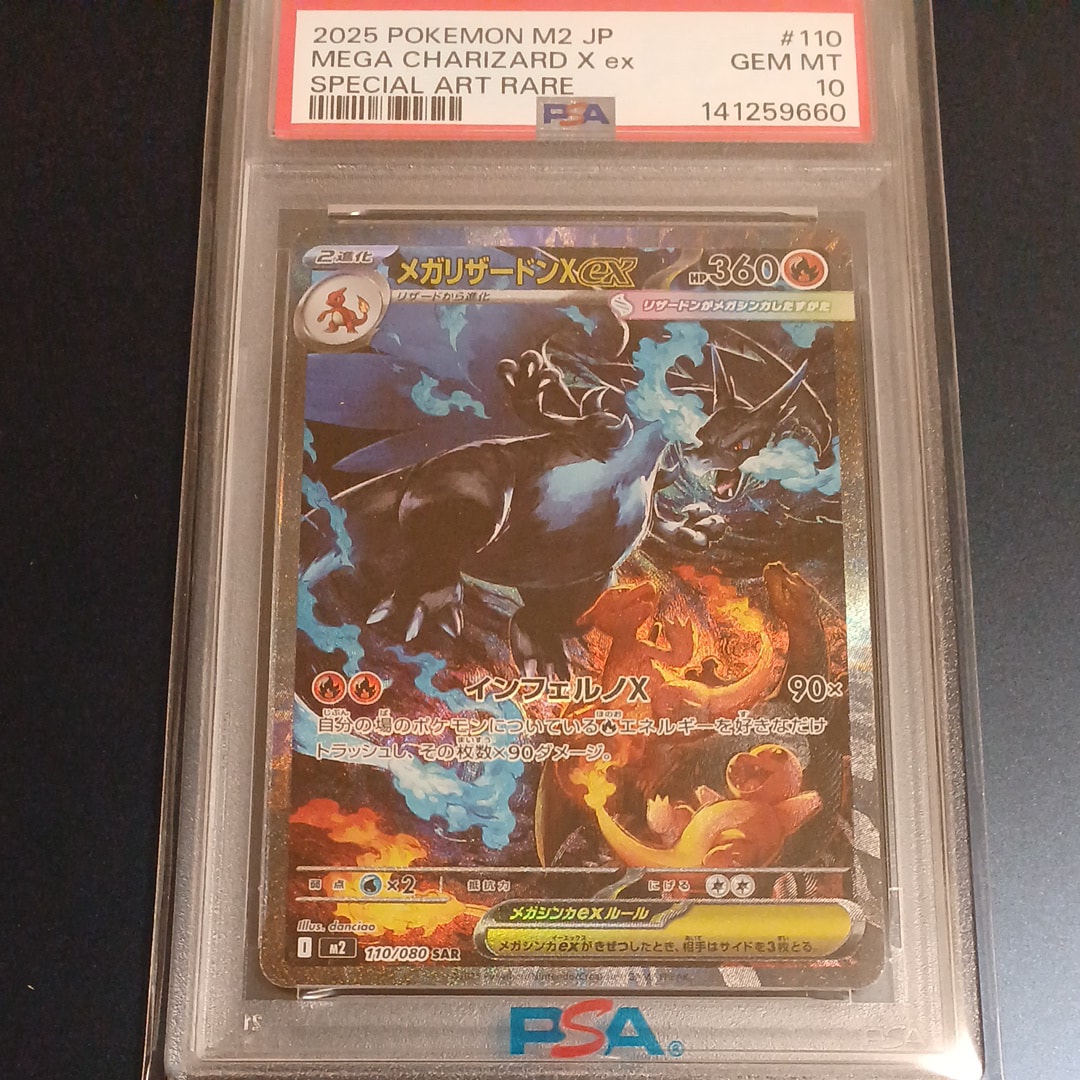 2025 POKEMON M2 JP #110
MEGA CHARIZARD X ex GEM MT
SPECIAL ART RARE 10
PSA 141259660
2進化 メガリザードンXex HP360
リザードから進化
リザードンがメガシンカしたすがた
インフェルノX 90×
自分の場のポケモンについているエネルギーを好きなだけ
トラッシュし、その枚数×90ダメージ。
弱点 ×2 抵抗力 にげる
メガシンカexルール
メガシンカexがきぜつしたとき、相手はサイドを3枚とる。
Illus. danciao
I M2 110/080 SAR
PSA